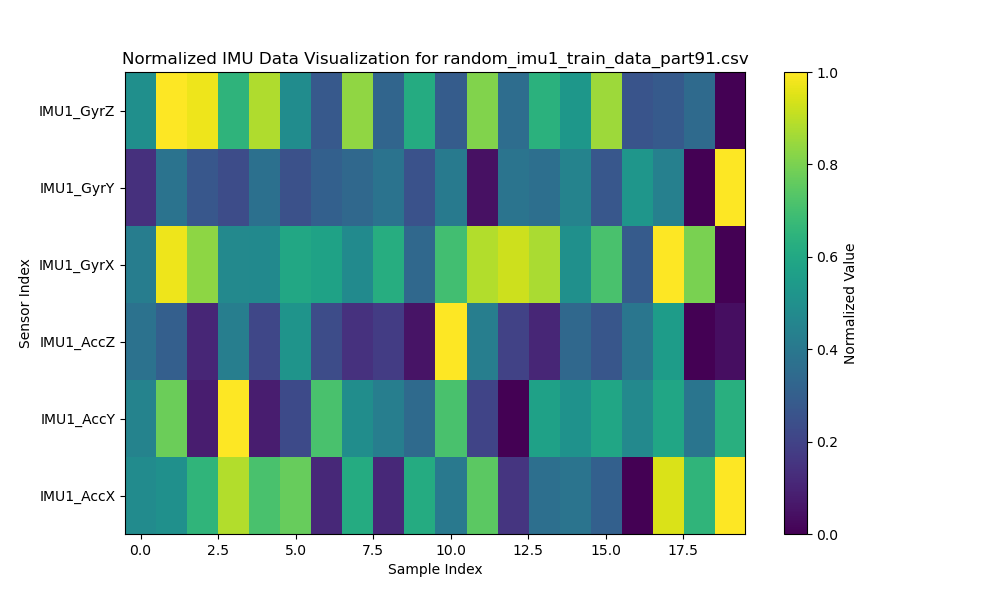 Normalized IMU Data Visualization for random_imu1_train_data_part91.csv
IMU1_GyrZ
IMU1_GyrY
IMU1_GyrX
IMU1_AccZ
IMU1_AccY
IMU1_AccX
Sensor Index
0.0 2.5 5.0 7.5 10.0 12.5 15.0 17.5
Sample Index
1.0
0.8
0.6
0.4
0.2
0.0
Normalized Value